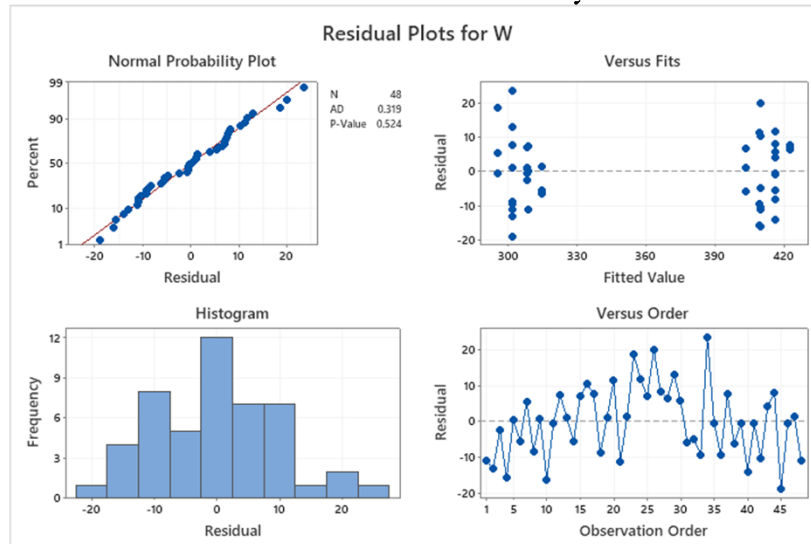 Residual Plots for W
Normal Probability Plot
99
90
50
10
1
Percent
-20 -10 0 10 20
Residual
N 48
AD 0.319
P-Value 0.524
Versus Fits
20
10
0
-10
-20
Residual
300 330 360 390 420
Fitted Value
Histogram
12
9
6
3
0
Frequency
-20 -10 0 10 20
Residual
Versus Order
20
10
0
-10
-20
Residual
1 5 10 15 20 25 30 35 40 45
Observation Order